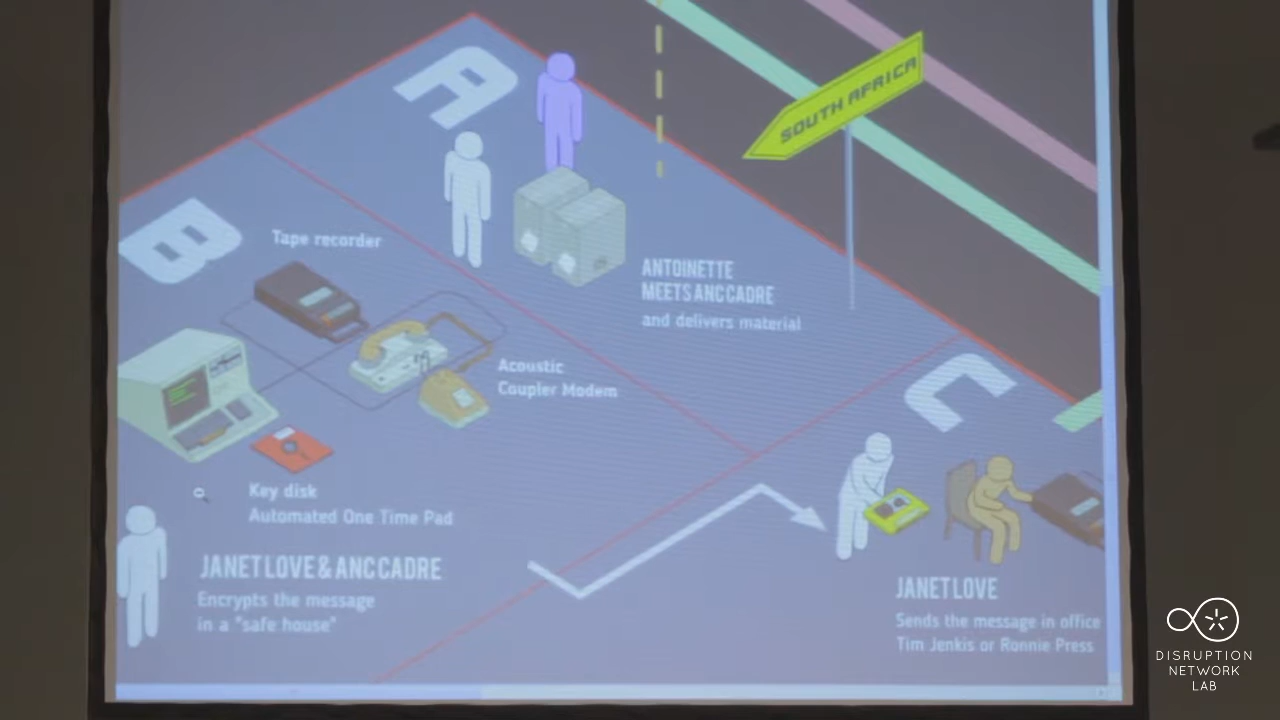 A
SOUTH AFRICA
B
Tape recorder
ANTOINETTE
MEETS ANC CADRE
and delivers material
Acoustic
Coupler Modem
C
Key disk
Automated One Time Pad
JANET LOVE & ANC CADRE
Encrypts the message
in a "safe house"
JANET LOVE
Sends the message in office
Tim Jenkis or Ronnie Press
DISRUPTION
NETWORK
LAB